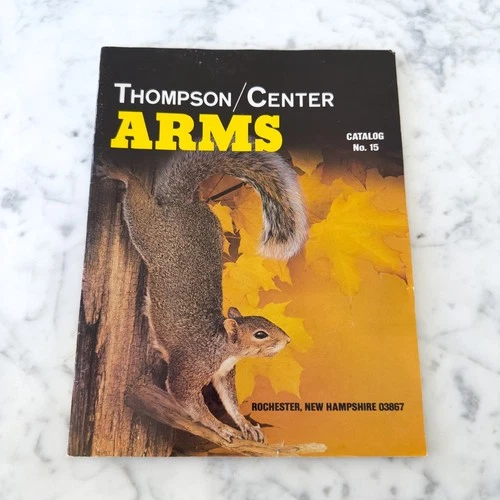 THOMPSON/CENTER
ARMS
CATALOG
No. 15
ROCHESTER, NEW HAMPSHIRE 03867